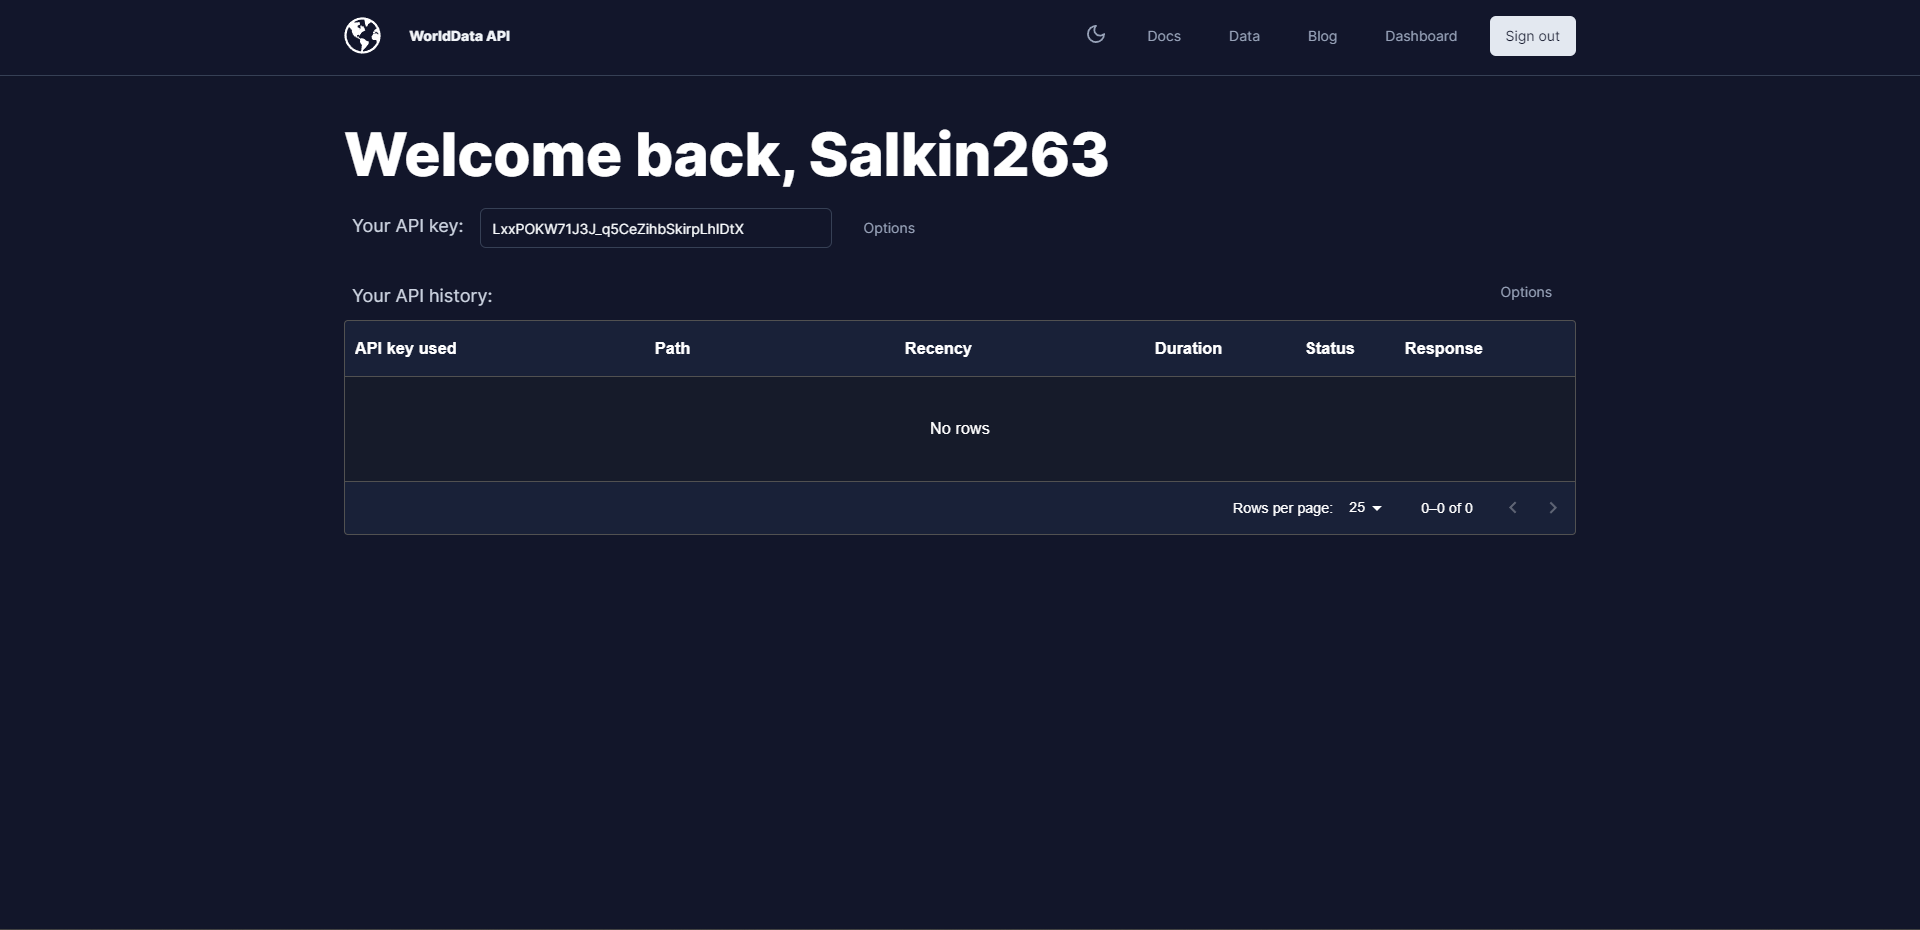 WorldData API
Docs
Data
Blog
Dashboard
Sign out
Welcome back, Salkin263
Your API key:
LxxPOKW71J3J_q5CeZihbSkirpLhIDtX
Options
Your API history:
Options
API key used
Path
Recency
Duration
Status
Response
No rows
Rows per page:
25
0–0 of 0